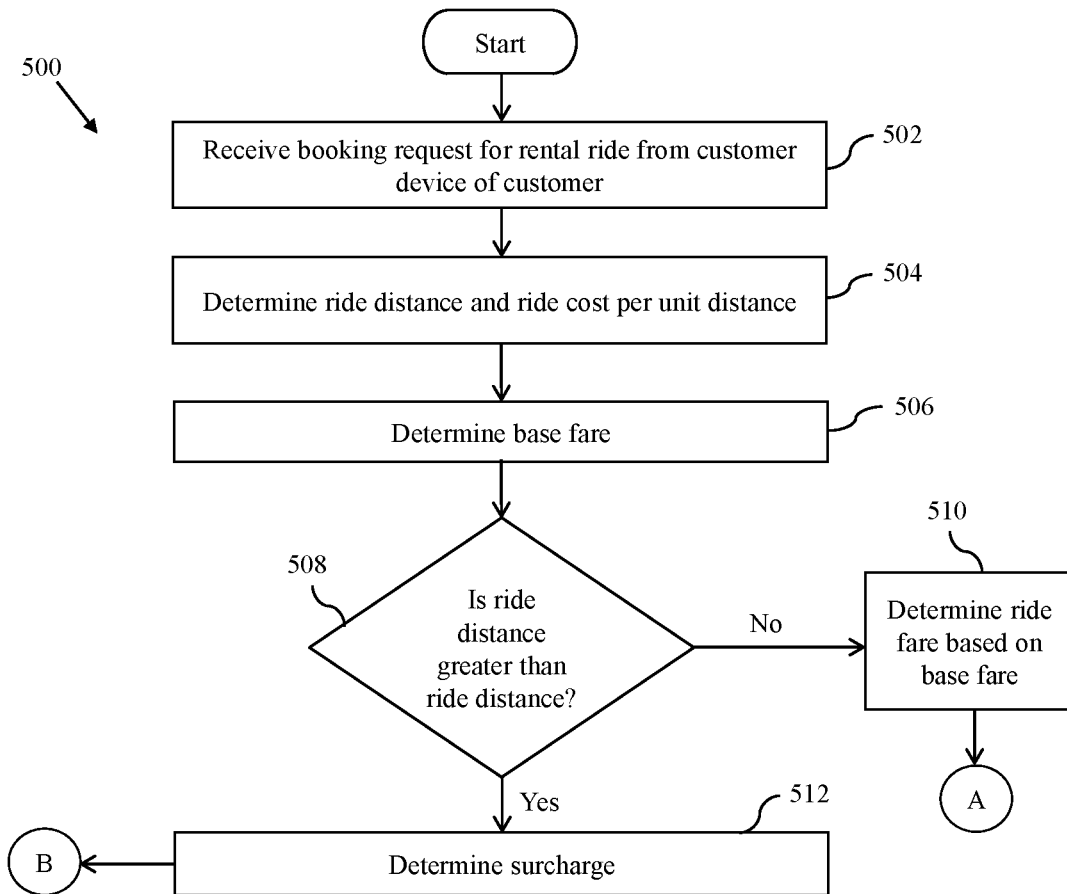 Start
500
Receive booking request for rental ride from customer
device of customer
502
Determine ride distance and ride cost per unit distance
504
Determine base fare
506
508
Is ride
distance
greater than
ride distance?
No
510
Determine ride
fare based on
base fare
A
Yes
512
Determine surcharge
B